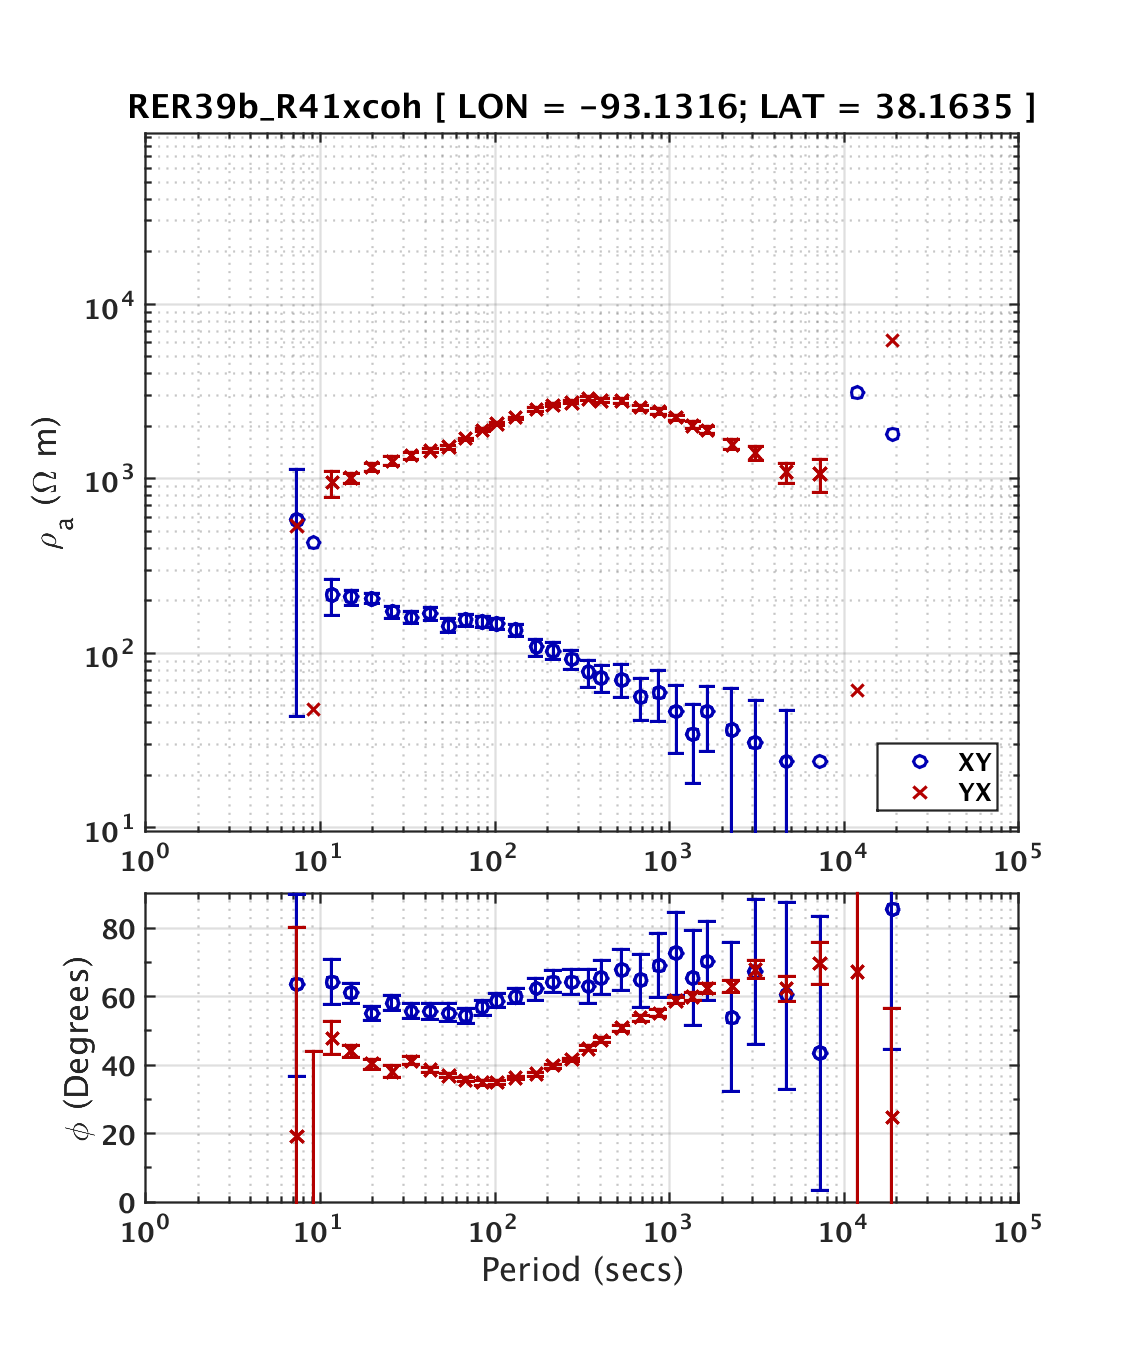 RER39b_R41xcoh [ LON = -93.1316; LAT = 38.1635 ]
ρa (Ω m)
10^4
10^3
10^2
10^1
XY
YX
10^0 10^1 10^2 10^3 10^4 10^5
ϕ (Degrees)
80
60
40
20
0
10^0 10^1 10^2 10^3 10^4 10^5
Period (secs)